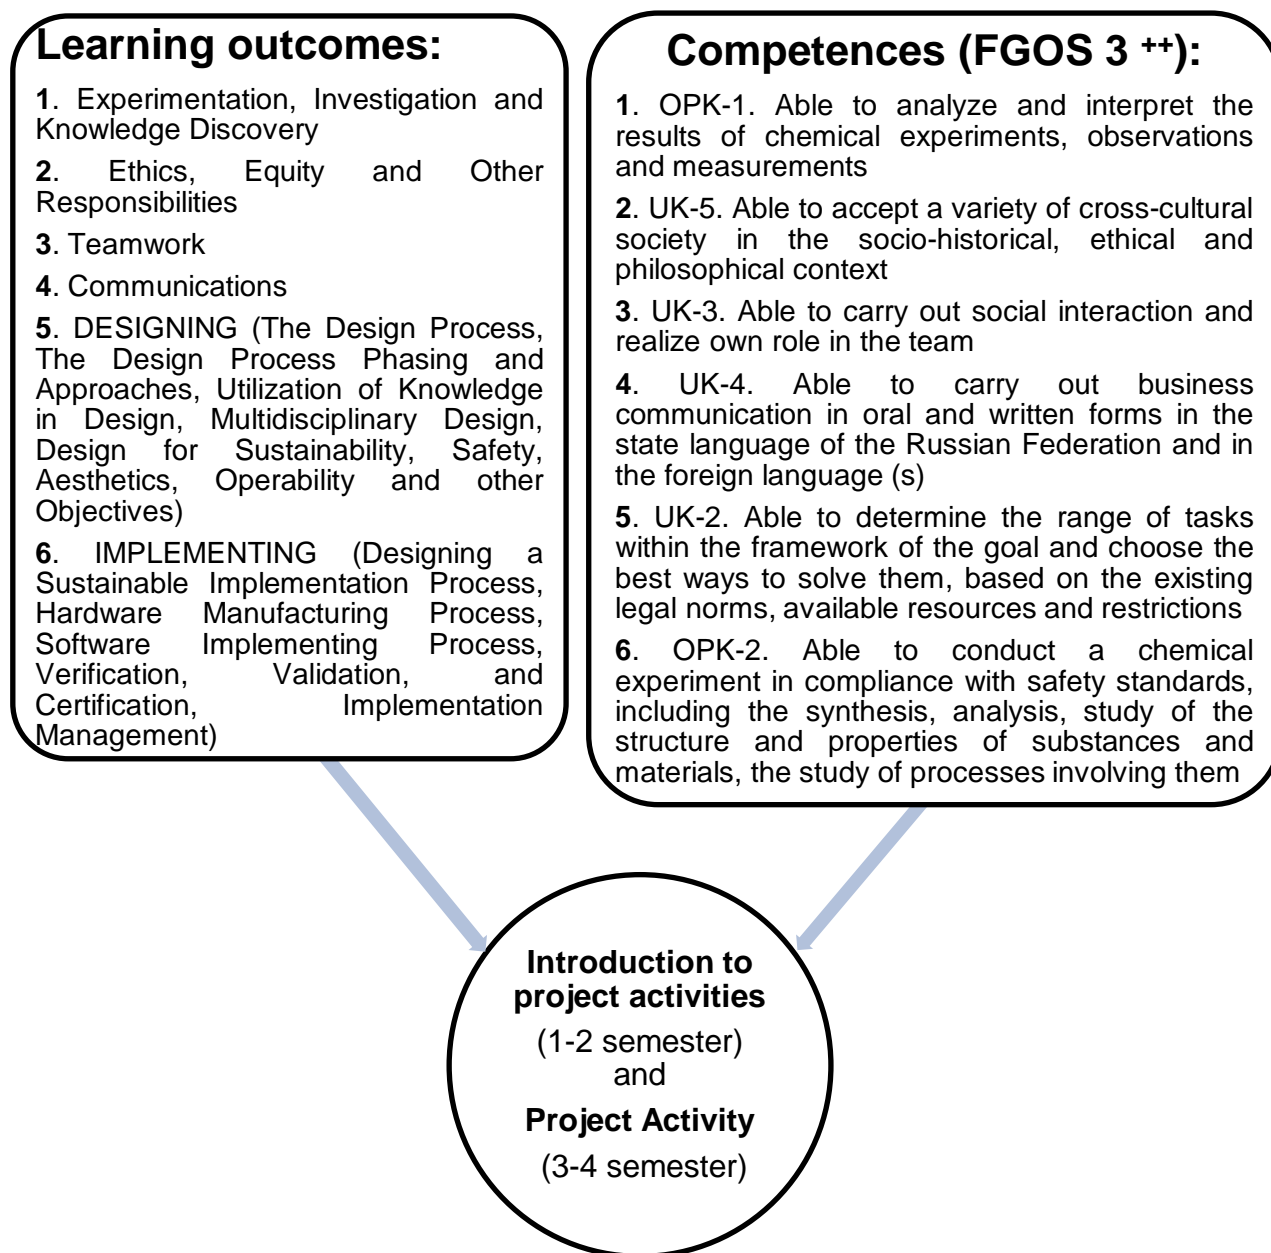 Learning outcomes:
1. Experimentation, Investigation and
Knowledge Discovery
2. Ethics, Equity and Other
Responsibilities
3. Teamwork
4. Communications
5. DESIGNING (The Design Process,
The Design Process Phasing and
Approaches, Utilization of Knowledge
in Design, Multidisciplinary Design,
Design for Sustainability, Safety,
Aesthetics, Operability and other
Objectives)
6. IMPLEMENTING (Designing a
Sustainable Implementation Process,
Hardware Manufacturing Process,
Software Implementing Process,
Verification, Validation, and
Certification, Implementation
Management)
Competences (FGOS 3 ++):
1. OPK-1. Able to analyze and interpret the
results of chemical experiments, observations
and measurements
2. UK-5. Able to accept a variety of cross-cultural
society in the socio-historical, ethical and
philosophical context
3. UK-3. Able to carry out social interaction and
realize own role in the team
4. UK-4. Able to carry out business
communication in oral and written forms in the
state language of the Russian Federation and in
the foreign language (s)
5. UK-2. Able to determine the range of tasks
within the framework of the goal and choose the
best ways to solve them, based on the existing
legal norms, available resources and restrictions
6. OPK-2. Able to conduct a chemical
experiment in compliance with safety standards,
including the synthesis, analysis, study of the
structure and properties of substances and
materials, the study of processes involving them
Introduction to
project activities
(1-2 semester)
and
Project Activity
(3-4 semester)